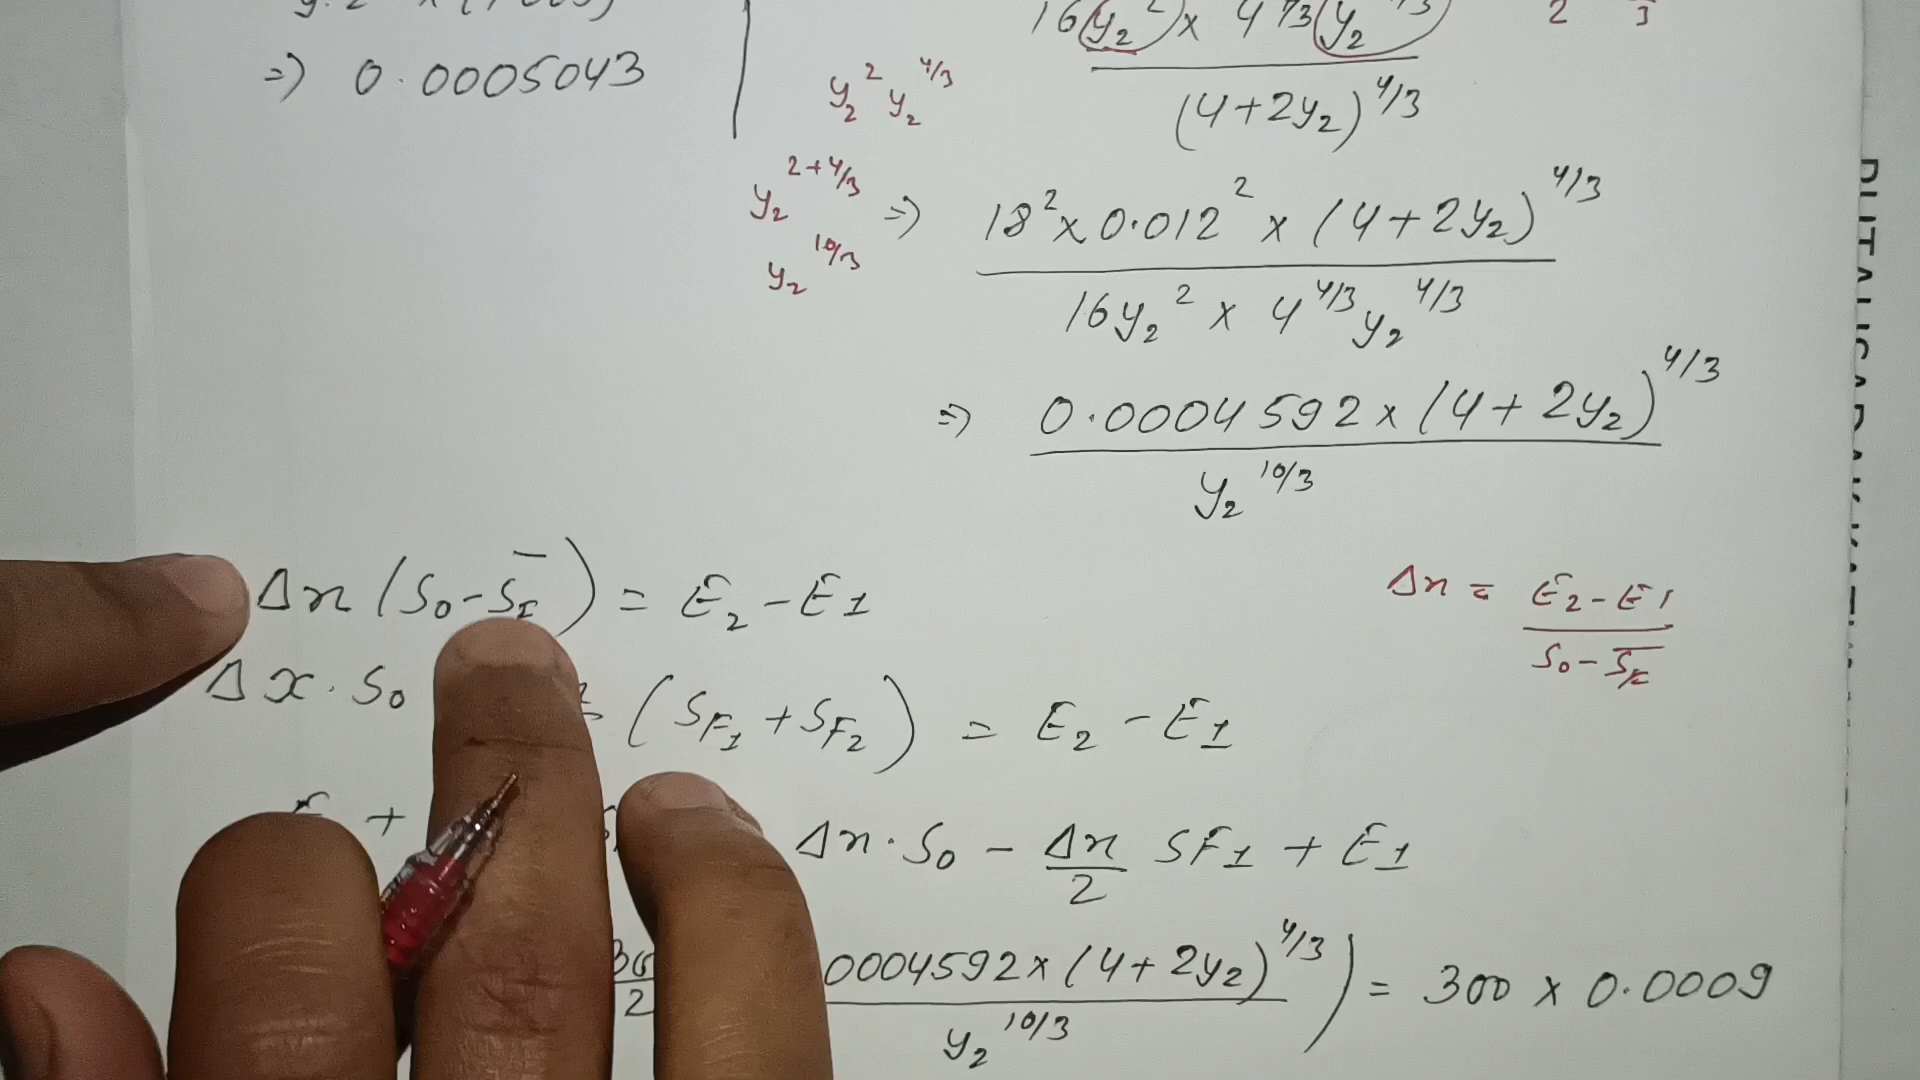 => 0.0005043
16 y₂² x 4^4/3 y₂^4/3
(4+2y₂)^4/3
y₂² y₂^4/3
y₂^2+4/3
y₂^10/3
=> 18² x 0.012² x (4+2y₂)^4/3
16y₂² x 4^4/3 y₂^4/3
=> 0.0004592 x (4+2y₂)^4/3
y₂^10/3
Δx = E₂-E1
S₀-S̄f
Δx (S₀-S̄f) = E₂-E1
Δx.S₀ (SF₁+SF₂) = E₂-E1
+ Δx.S₀ - Δx/2 SF1 + E1
2 0004592 x (4+2y₂)^4/3) = 300 x 0.0009
y₂^10/3